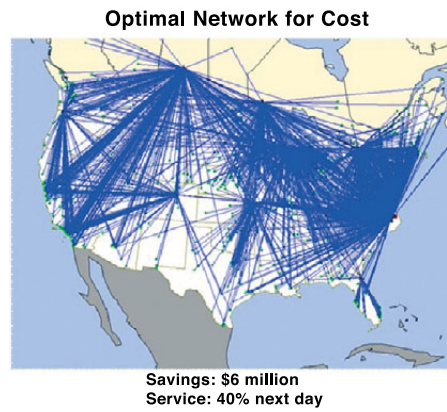 Optimal Network for Cost
Savings: $6 million
Service: 40% next day